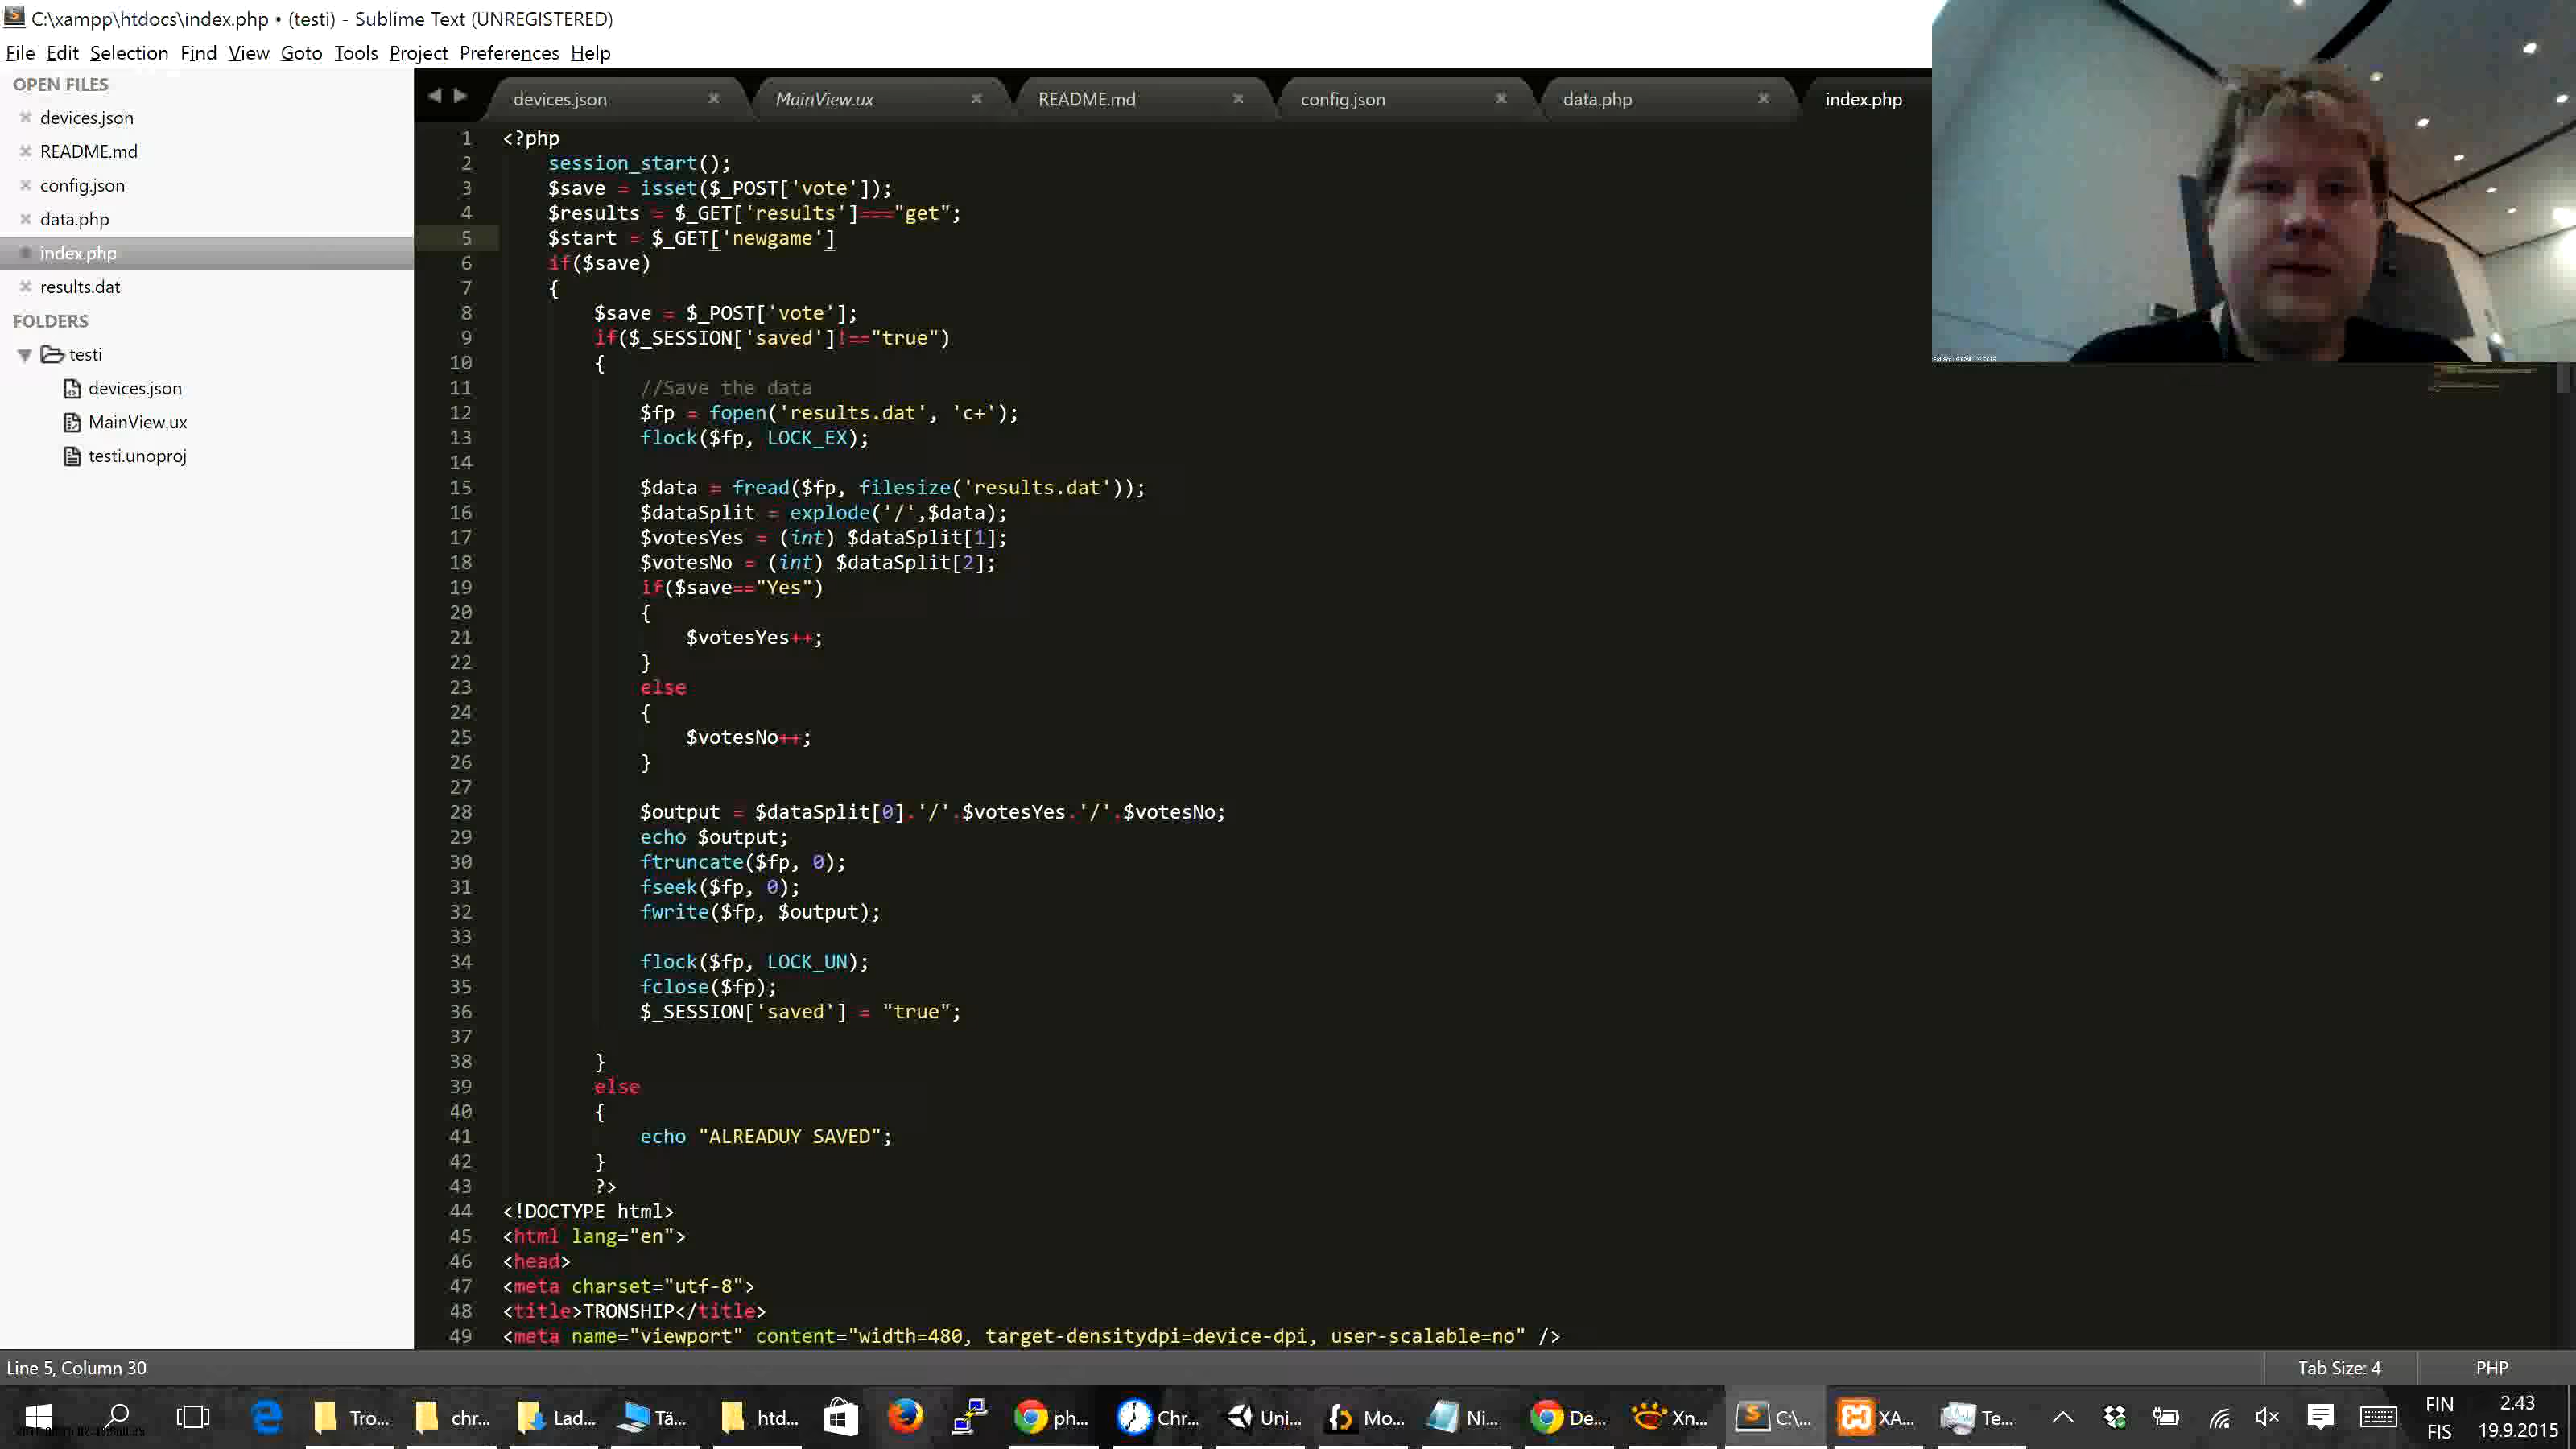 C:\xampp\htdocs\index.php • (testi) - Sublime Text (UNREGISTERED)
File Edit Selection Find View Goto Tools Project Preferences Help
OPEN FILES
devices.json
README.md
config.json
data.php
index.php
results.dat
FOLDERS
testi
devices.json
MainView.ux
testi.unoproj
devices.json MainView.ux README.md config.json data.php index.php
1 <?php
2 session_start();
3 $save = isset($_POST['vote']);
4 $results = $_GET['results']==="get";
5 $start = $_GET['newgame']
6 if($save)
7 {
8 $save = $_POST['vote'];
9 if($_SESSION['saved']!=="true")
10 {
11 //Save the data
12 $fp = fopen('results.dat', 'c+');
13 flock($fp, LOCK_EX);
14
15 $data = fread($fp, filesize('results.dat'));
16 $dataSplit = explode('/',$data);
17 $votesYes = (int) $dataSplit[1];
18 $votesNo = (int) $dataSplit[2];
19 if($save=="Yes")
20 {
21 $votesYes++;
22 }
23 else
24 {
25 $votesNo++;
26 }
27
28 $output = $dataSplit[0].'/'.$votesYes.'/'.$votesNo;
29 echo $output;
30 ftruncate($fp, 0);
31 fseek($fp, 0);
32 fwrite($fp, $output);
33
34 flock($fp, LOCK_UN);
35 fclose($fp);
36 $_SESSION['saved'] = "true";
37
38 }
39 else
40 {
41 echo "ALREADUY SAVED";
42 }
43 ?>
44 <!DOCTYPE html>
45 <html lang="en">
46 <head>
47 <meta charset="utf-8">
48 <title>TRONSHIP</title>
49 <meta name="viewport" content="width=480, target-densitydpi=device-dpi, user-scalable=no" />
Line 5, Column 30 Tab Size: 4 PHP
Tro... chr... Lad... Tä... htd... ph... Chr... Uni... Mo... Ni... De... Xn... C:\... XA... Te... FIN 2.43
FIS 19.9.2015